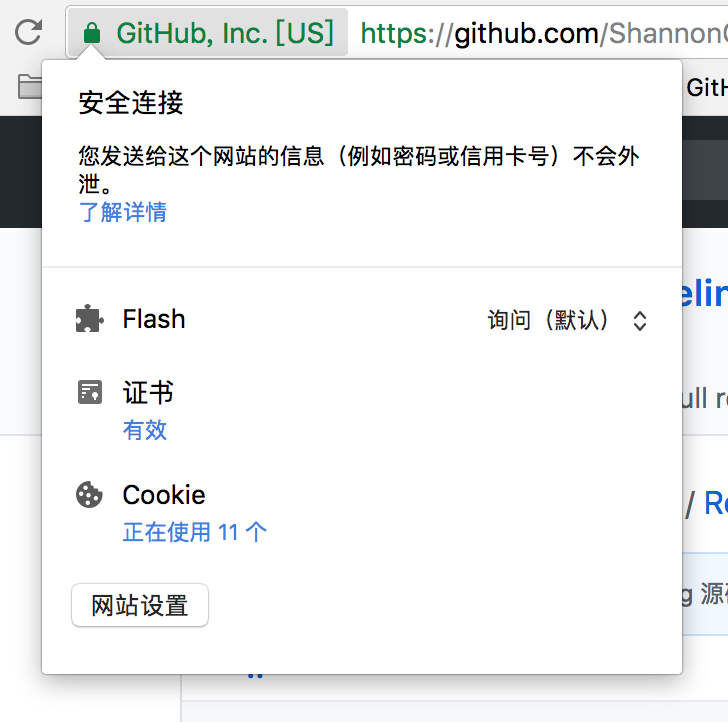 GitHub, Inc. [US] https://github.com/Shannon
GitH
安全连接
您发送给这个网站的信息（例如密码或信用卡号）不会外
泄。
了解详情
elin
Flash 询问（默认）
ull re
证书
有效
Cookie
/ Re
正在使用 11 个
g 源
网站设置